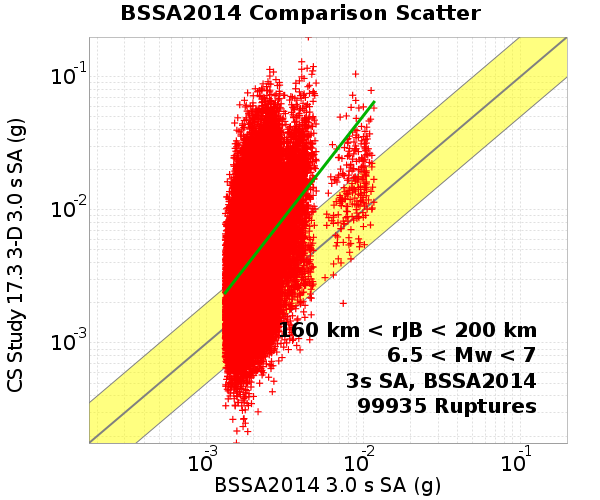 BSSA2014 Comparison Scatter
CS Study 17.3 3-D 3.0 s SA (g)
10-1
10-2
10-3
160 km < rJB < 200 km
6.5 < Mw < 7
3s SA, BSSA2014
99935 Ruptures
10-3 10-2 10-1
BSSA2014 3.0 s SA (g)